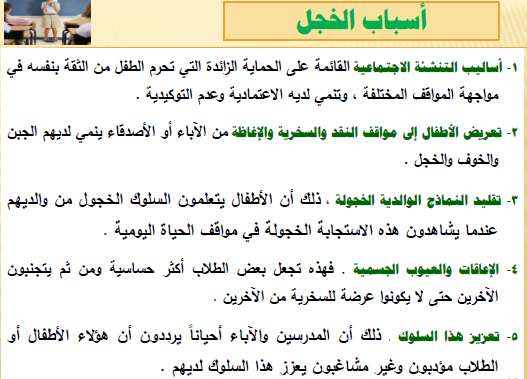 أسباب الخجل
١- أساليب التنشئة الاجتماعية القائمة على الحماية الزائدة التي تحرم الطفل من الثقة بنفسه في
مواجهة المواقف المختلفة ، وتنمي لديه الاعتمادية وعدم التوكيدية .
٢- تعريض الأطفال إلى مواقف النقد والسخرية والإغاظة من الآباء أو الأصدقاء ينمي لديهم الجبن
والخوف والخجل .
٣- تقليد النماذج الوالدية الخجولة ، ذلك أن الأطفال يتعلمون السلوك الخجول من والديهم
عندما يشاهدون هذه الاستجابة الخجولة في مواقف الحياة اليومية .
٤- الإعاقات والعيوب الجسمية . فهذه تجعل بعض الطلاب أكثر حساسية ومن ثم يتجنبون
الآخرين حتى لا يكونوا عرضة للسخرية من الآخرين .
٥- تعزيز هذا السلوك . ذلك أن المدرسين والآباء أحياناً يرددون أن هؤلاء الأطفال أو
الطلاب مؤدبون وغير مشاغبون يعزز هذا السلوك لديهم .